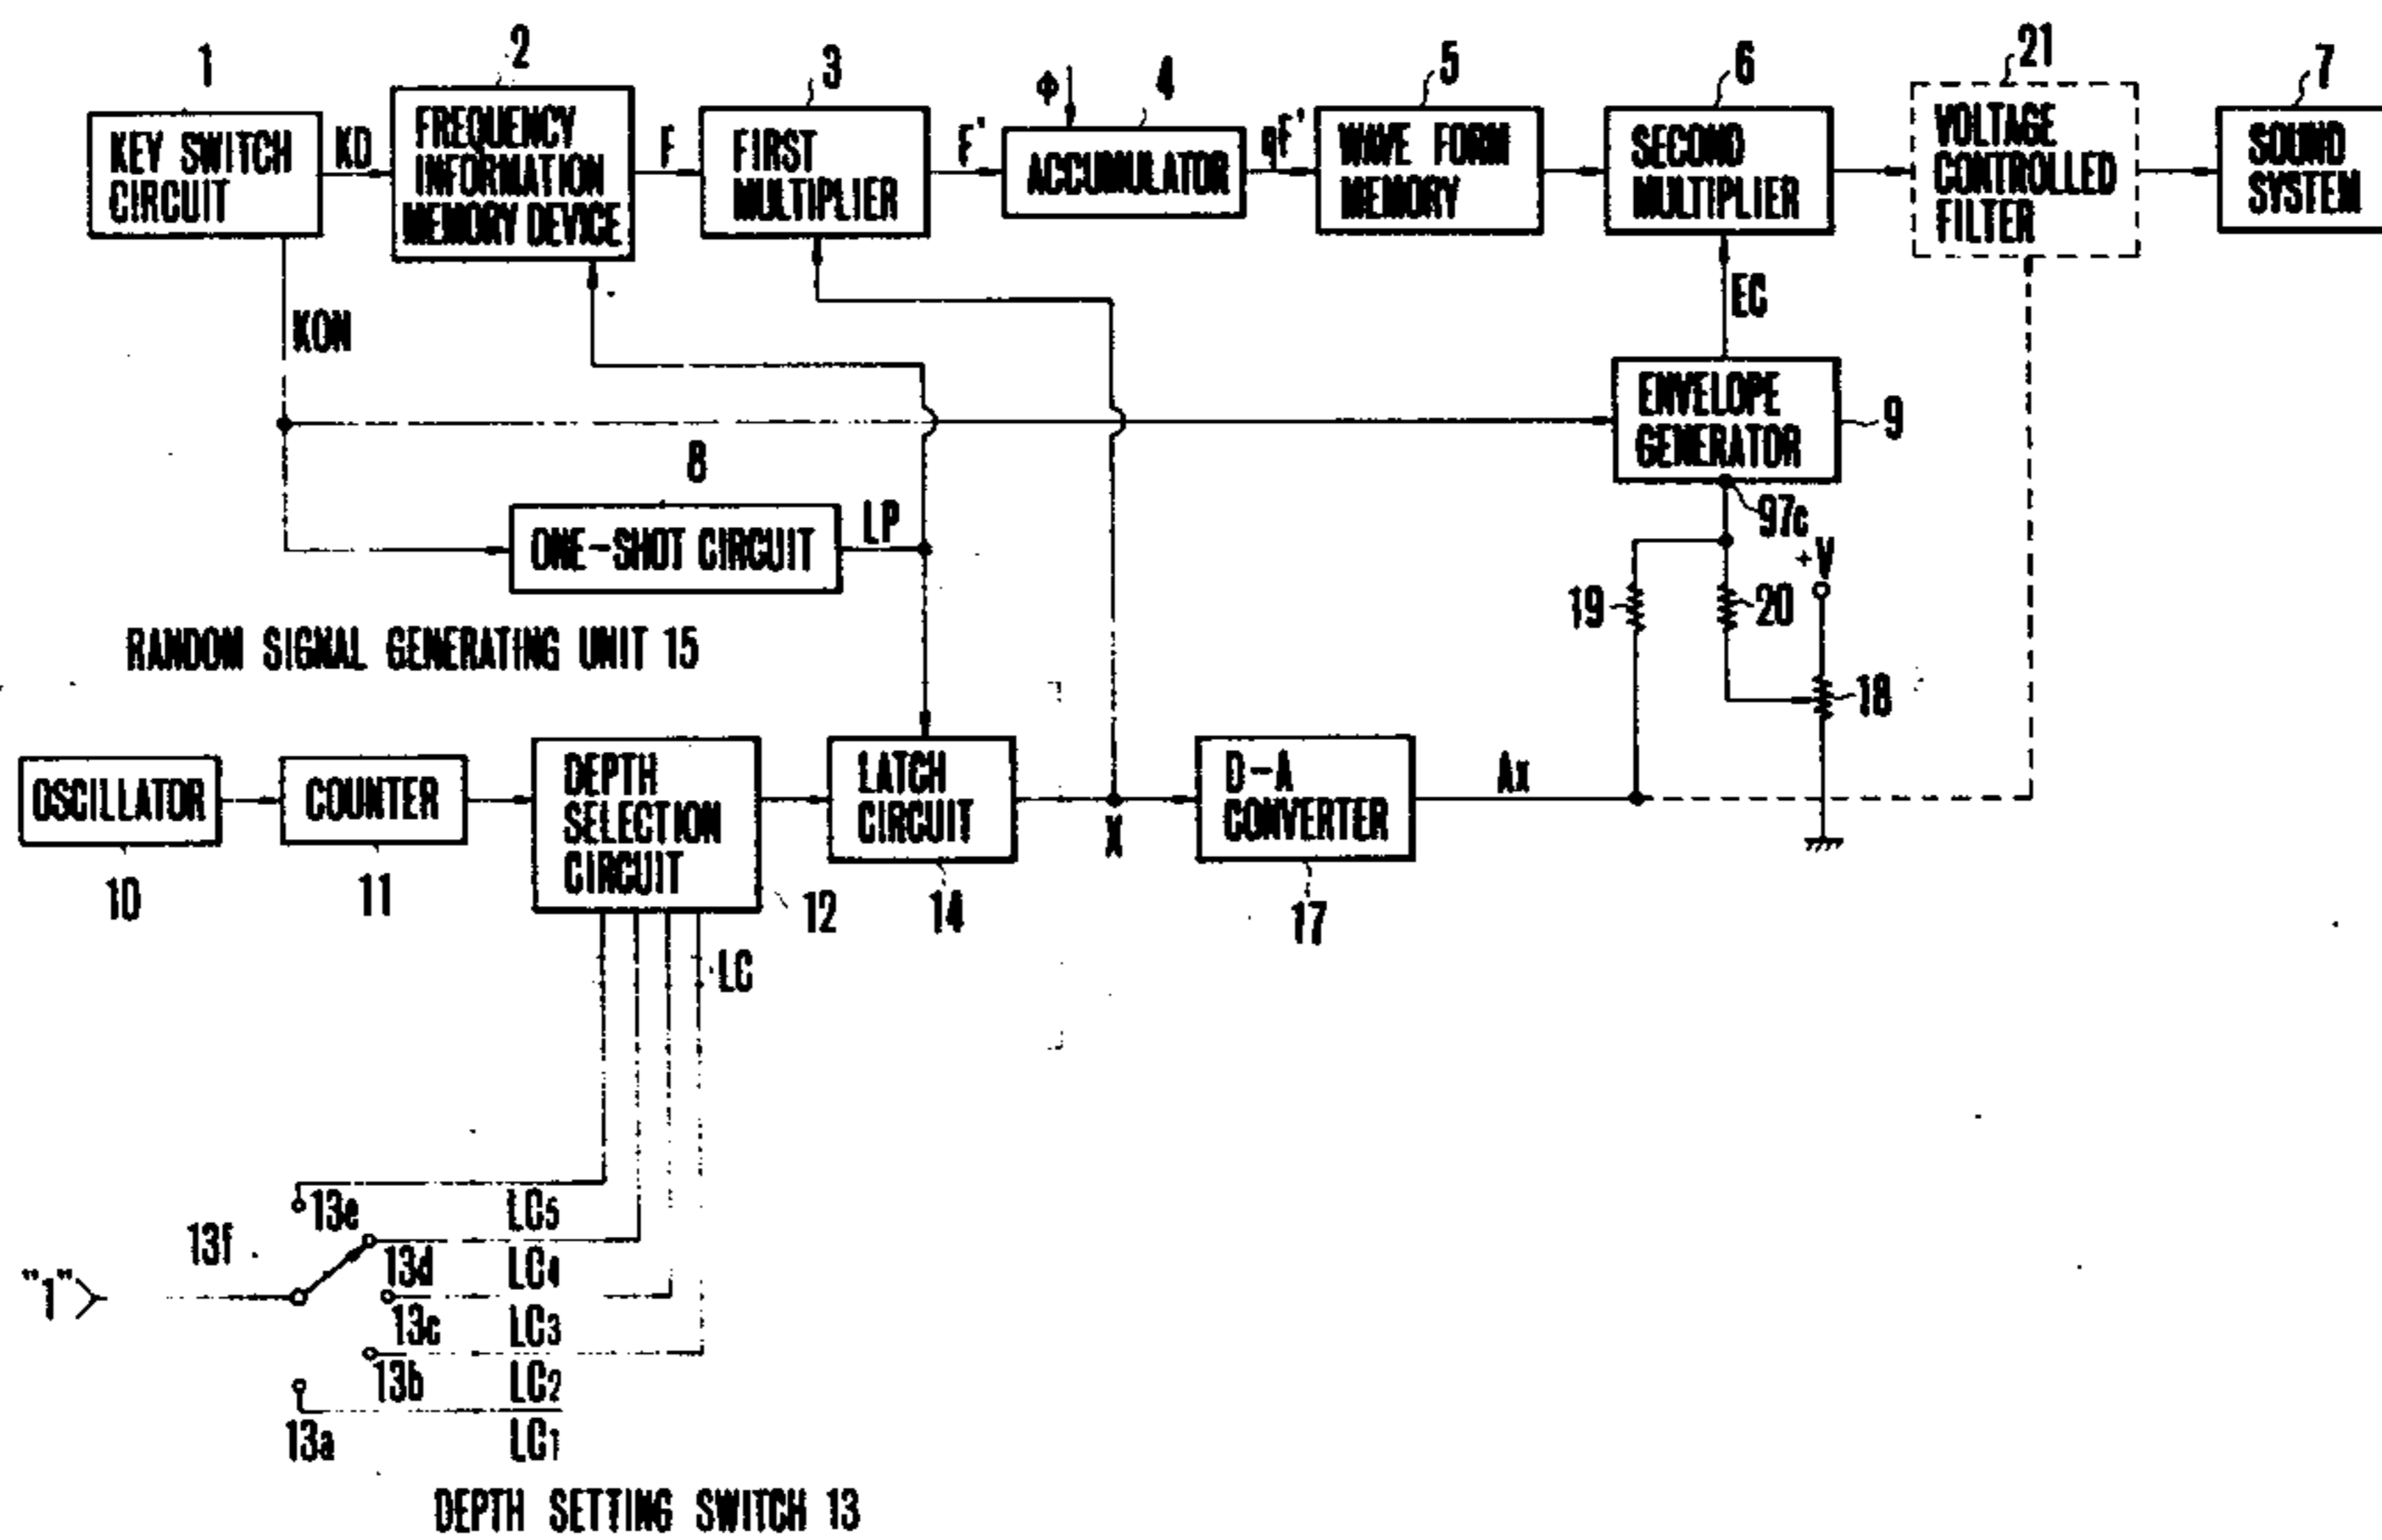 1
2
3
4
5
6
21
7
KEY SWITCH
CIRCUIT
KD
FREQUENCY
INFORMATION
MEMORY DEVICE
F
FIRST
MULTIPLIER
F'
Φ
ACCUMULATOR
qF'
WAVE FORM
MEMORY
SECOND
MULTIPLIER
VOLTAGE
CONTROLLED
FILTER
SOUND
SYSTEM
KON
EC
ENVELOPE
GENERATOR
9
8
ONE-SHOT CIRCUIT
LP
97c
+V
19
20
18
RANDOM SIGNAL GENERATING UNIT 15
OSCILLATOR
COUNTER
DEPTH
SELECTION
CIRCUIT
LATCH
CIRCUIT
X
D-A
CONVERTER
Ax
10
11
12
14
17
LC
13e
LC5
13f
13d
LC4
"1"
13c
LC3
13b
LC2
13a
LC1
DEPTH SETTING SWITCH 13